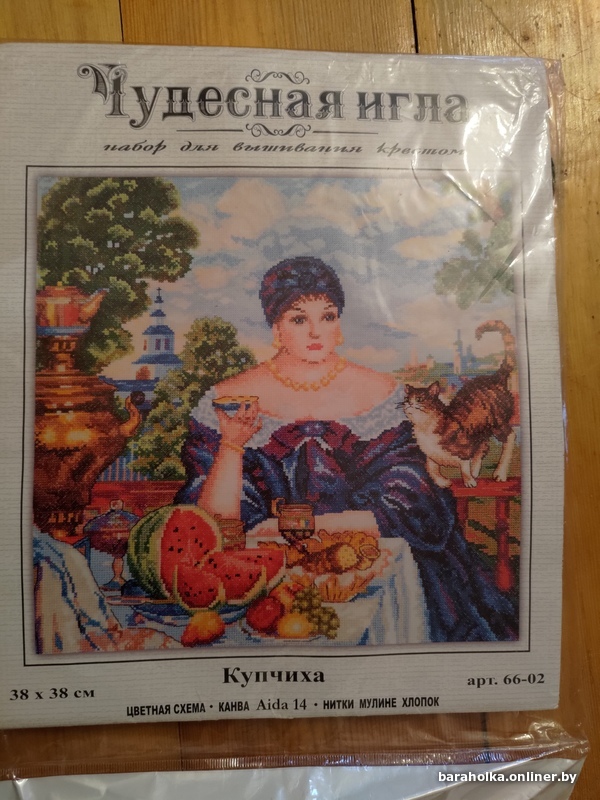 Чудесная игла
набор для вышивания крестом
Купчиха
38 x 38 см
арт. 66-02
ЦВЕТНАЯ СХЕМА • КАНВА Aida 14 • НИТКИ МУЛИНЕ ХЛОПОК
baraholka.onliner.by